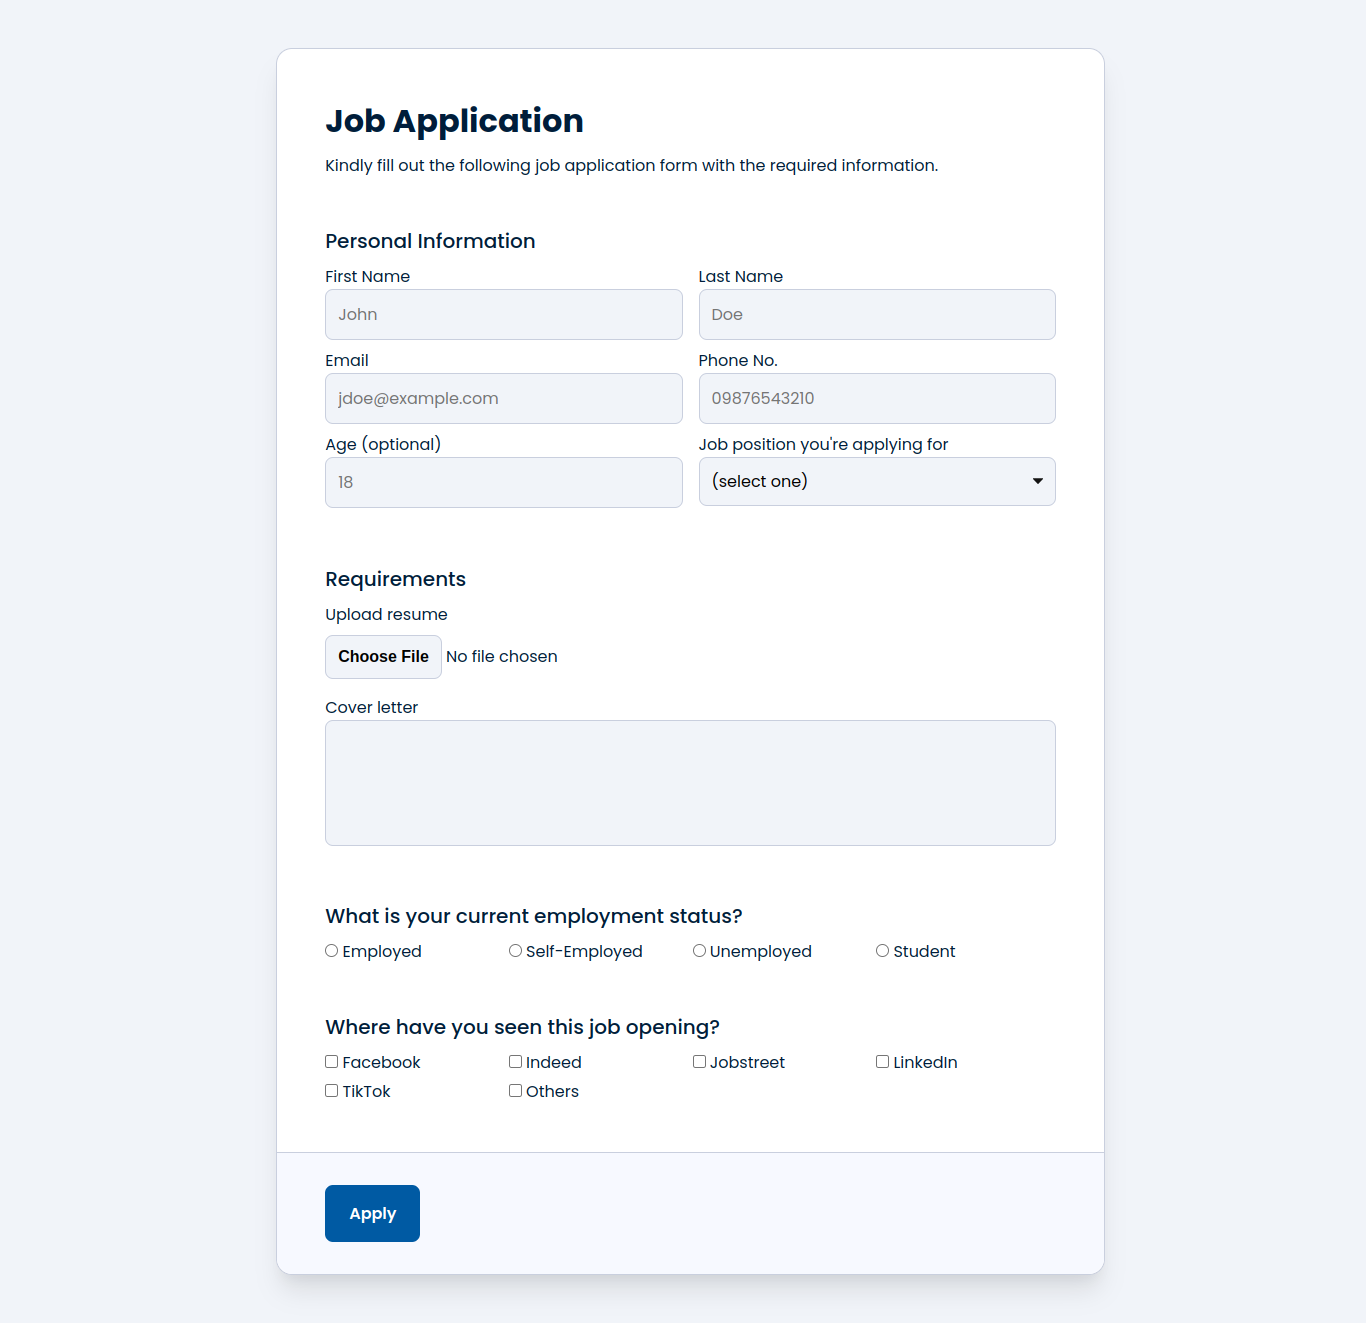 Job Application
Kindly fill out the following job application form with the required information.
Personal Information
First Name
Last Name
John
Doe
Email
Phone No.
jdoe@example.com
09876543210
Age (optional)
Job position you're applying for
18
(select one)
Requirements
Upload resume
Choose File No file chosen
Cover letter
What is your current employment status?
Employed Self-Employed Unemployed Student
Where have you seen this job opening?
Facebook Indeed Jobstreet LinkedIn
TikTok Others
Apply